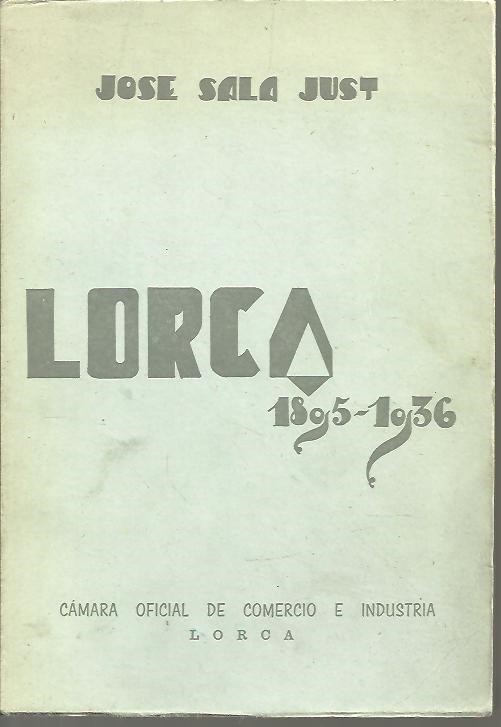 JOSE SALA JUST
LORCA
1895-1936
CÁMARA OFICIAL DE COMERCIO E INDUSTRIA
LORCA